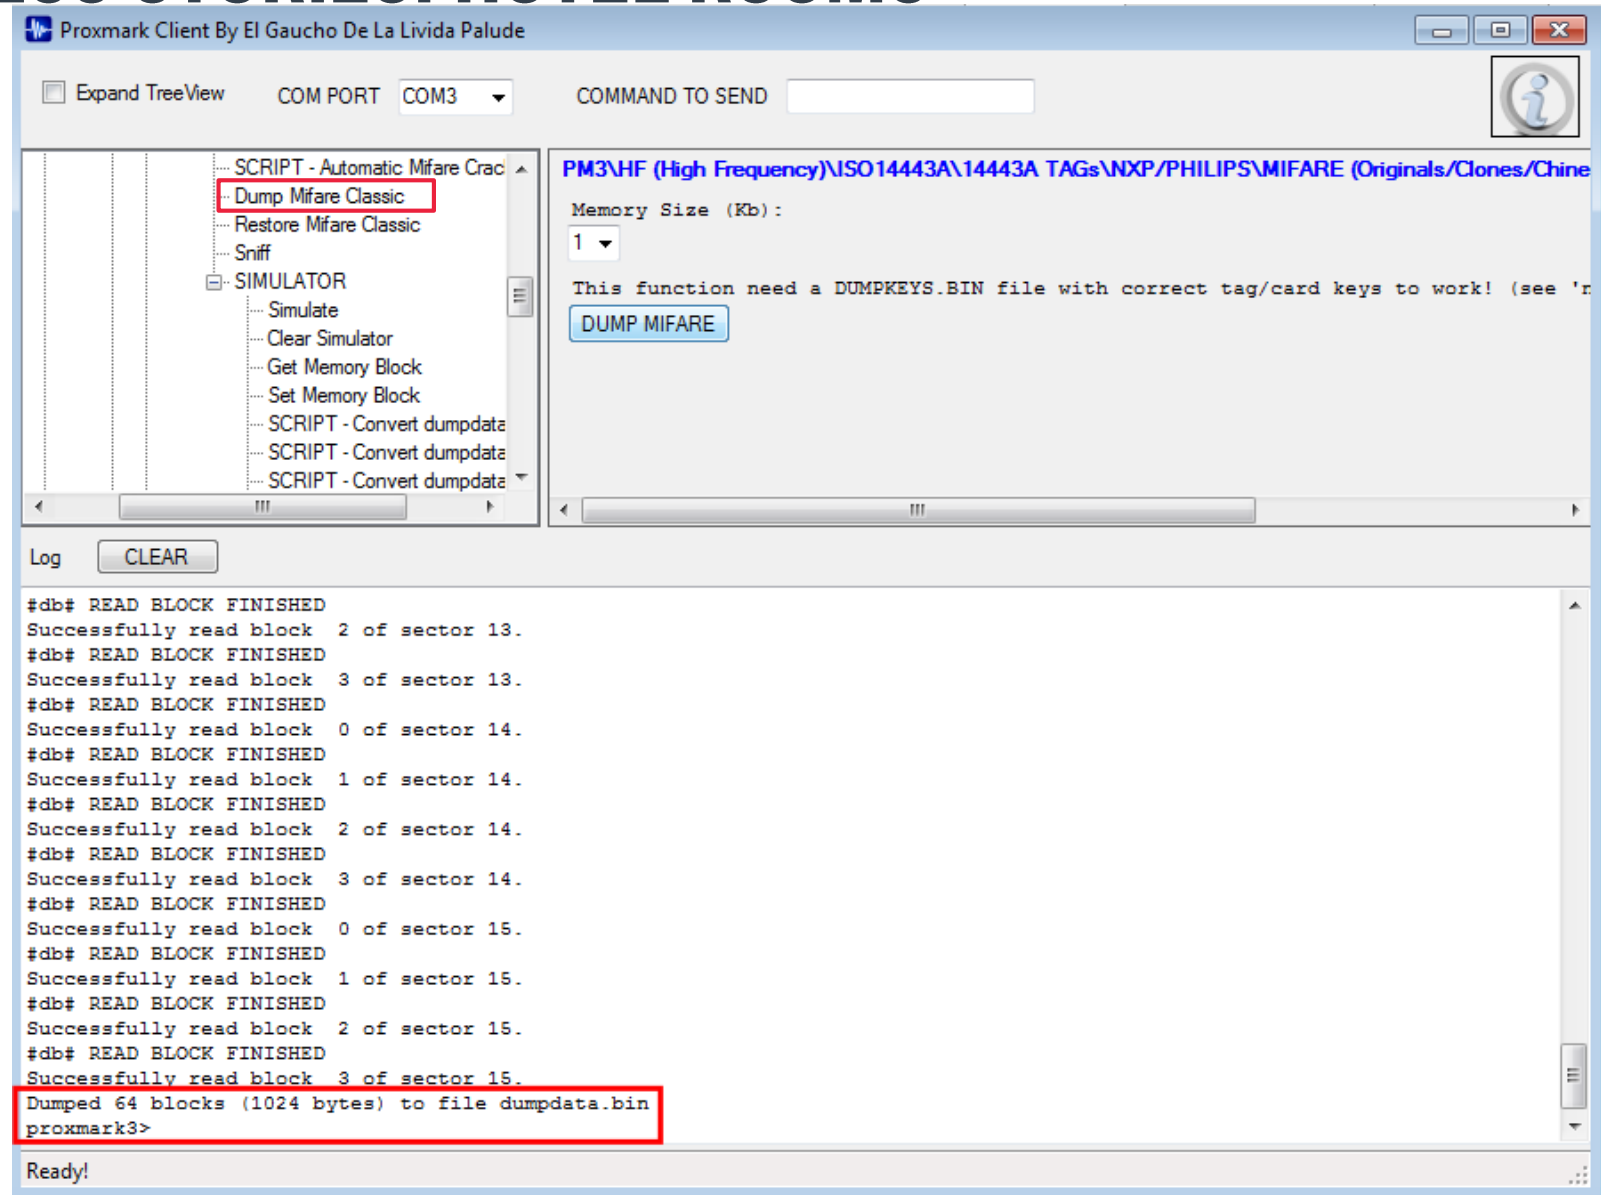 Proxmark Client By El Gaucho De La Livida Palude
Expand TreeView
COM PORT
COM3
COMMAND TO SEND
SCRIPT - Automatic Mifare Crac
Dump Mifare Classic
Restore Mifare Classic
Sniff
SIMULATOR
Simulate
Clear Simulator
Get Memory Block
Set Memory Block
SCRIPT - Convert dumpdata
SCRIPT - Convert dumpdata
SCRIPT - Convert dumpdata
PM3\HF (High Frequency)\ISO14443A\14443A TAGs\NXP/PHILIPS\MIFARE (Originals/Clones/Chine
Memory Size (Kb):
1
This function need a DUMPKEYS.BIN file with correct tag/card keys to work! (see '
DUMP MIFARE
Log
CLEAR
#db# READ BLOCK FINISHED
Successfully read block 2 of sector 13.
#db# READ BLOCK FINISHED
Successfully read block 3 of sector 13.
#db# READ BLOCK FINISHED
Successfully read block 0 of sector 14.
#db# READ BLOCK FINISHED
Successfully read block 1 of sector 14.
#db# READ BLOCK FINISHED
Successfully read block 2 of sector 14.
#db# READ BLOCK FINISHED
Successfully read block 3 of sector 14.
#db# READ BLOCK FINISHED
Successfully read block 0 of sector 15.
#db# READ BLOCK FINISHED
Successfully read block 1 of sector 15.
#db# READ BLOCK FINISHED
Successfully read block 2 of sector 15.
#db# READ BLOCK FINISHED
Successfully read block 3 of sector 15.
Dumped 64 blocks (1024 bytes) to file dumpdata.bin
proxmark3>
Ready!